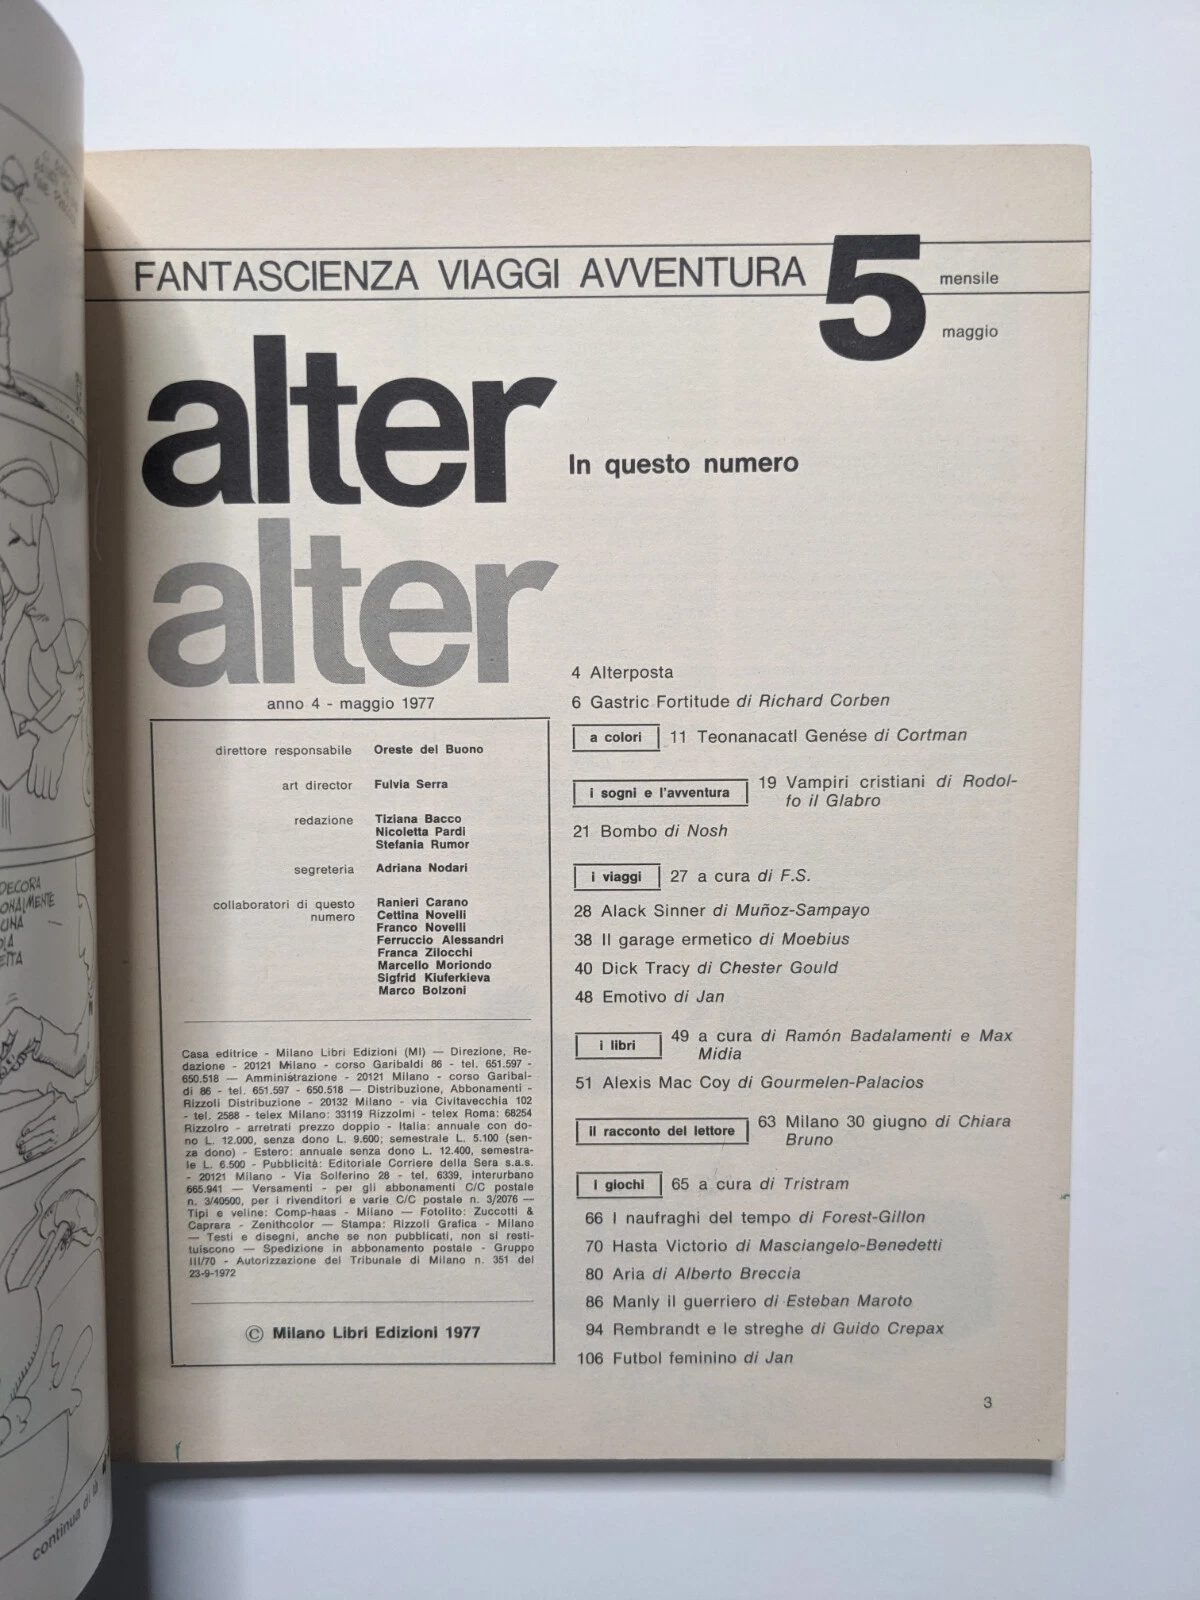 FANTASCIENZA VIAGGI AVVENTURA 5 mensile
maggio
alter
alter
anno 4 - maggio 1977
direttore responsabile Oreste del Buono
art director Fulvia Serra
redazione Tiziana Bacco
Nicoletta Pardi
Stefania Rumor
segreteria Adriana Nodari
collaboratori di questo numero Ranieri Carano
Cettina Novelli
Franco Novelli
Ferruccio Alessandri
Franca Zilocchi
Marcello Moriondo
Sigfrid Kluferkieva
Marco Bolzoni
Casa editrice - Milano Libri Edizioni (MI) — Direzione, Re-
dazione - 20121 Milano - corso Garibaldi 86 - tel. 651.597 -
650.518 — Amministrazione - 20121 Milano - corso Garibal-
di 86 - tel. 651.597 - 650.518 — Distribuzione, Abbonamenti -
Rizzoli Distribuzione - 20132 Milano - via Civitavecchia 102
- tel. 2588 - telex Milano: 33119 Rizzolmi - telex Roma: 68254
Rizzolro - arretrati prezzo doppio - Italia: annuale con do-
no L. 12.000, senza dono L. 9.600; semestrale L. 5.100 (sen-
za dono) - Estero: annuale senza dono L. 12.400, semestra-
le L. 6.500 - Pubblicità: Editoriale Corriere della Sera s.a.s.
- 20121 Milano - Via Solferino 28 - tel. 6339, interurbano
665.941 — Versamenti - per gli abbonamenti C/C postale
n. 3/40500, per i rivenditori e varie C/C postale n. 3/2076 —
Tipi e veline: Comp-haas - Milano — Fotolito: Zuccotti &
Caprara - Zenithcolor — Stampa: Rizzoli Grafica - Milano
— Testi e disegni, anche se non pubblicati, non si resti-
tuiscono — Spedizione in abbonamento postale - Gruppo
III/70 - Autorizzazione del Tribunale di Milano n. 351 del
23-9-1972
© Milano Libri Edizioni 1977
In questo numero
4 Alterposta
6 Gastric Fortitude di Richard Corben
a colori 11 Teonanacatl Genése di Cortman
i sogni e l'avventura 19 Vampiri cristiani di Rodol-
fo il Glabro
21 Bombo di Nosh
i viaggi 27 a cura di F.S.
28 Alack Sinner di Muñoz-Sampayo
38 Il garage ermetico di Moebius
40 Dick Tracy di Chester Gould
48 Emotivo di Jan
i libri 49 a cura di Ramón Badalamenti e Max
Mídia
51 Alexis Mac Coy di Gourmelen-Palacios
il racconto del lettore 63 Milano 30 giugno di Chiara
Bruno
i giochi 65 a cura di Tristram
66 I naufraghi del tempo di Forest-Gillon
70 Hasta Victorio di Masciangelo-Benedetti
80 Aria di Alberto Breccia
86 Manly il guerriero di Esteban Maroto
94 Rembrandt e le streghe di Guido Crepax
106 Futbol feminino di Jan
3
DECORA
UNA
continua di là